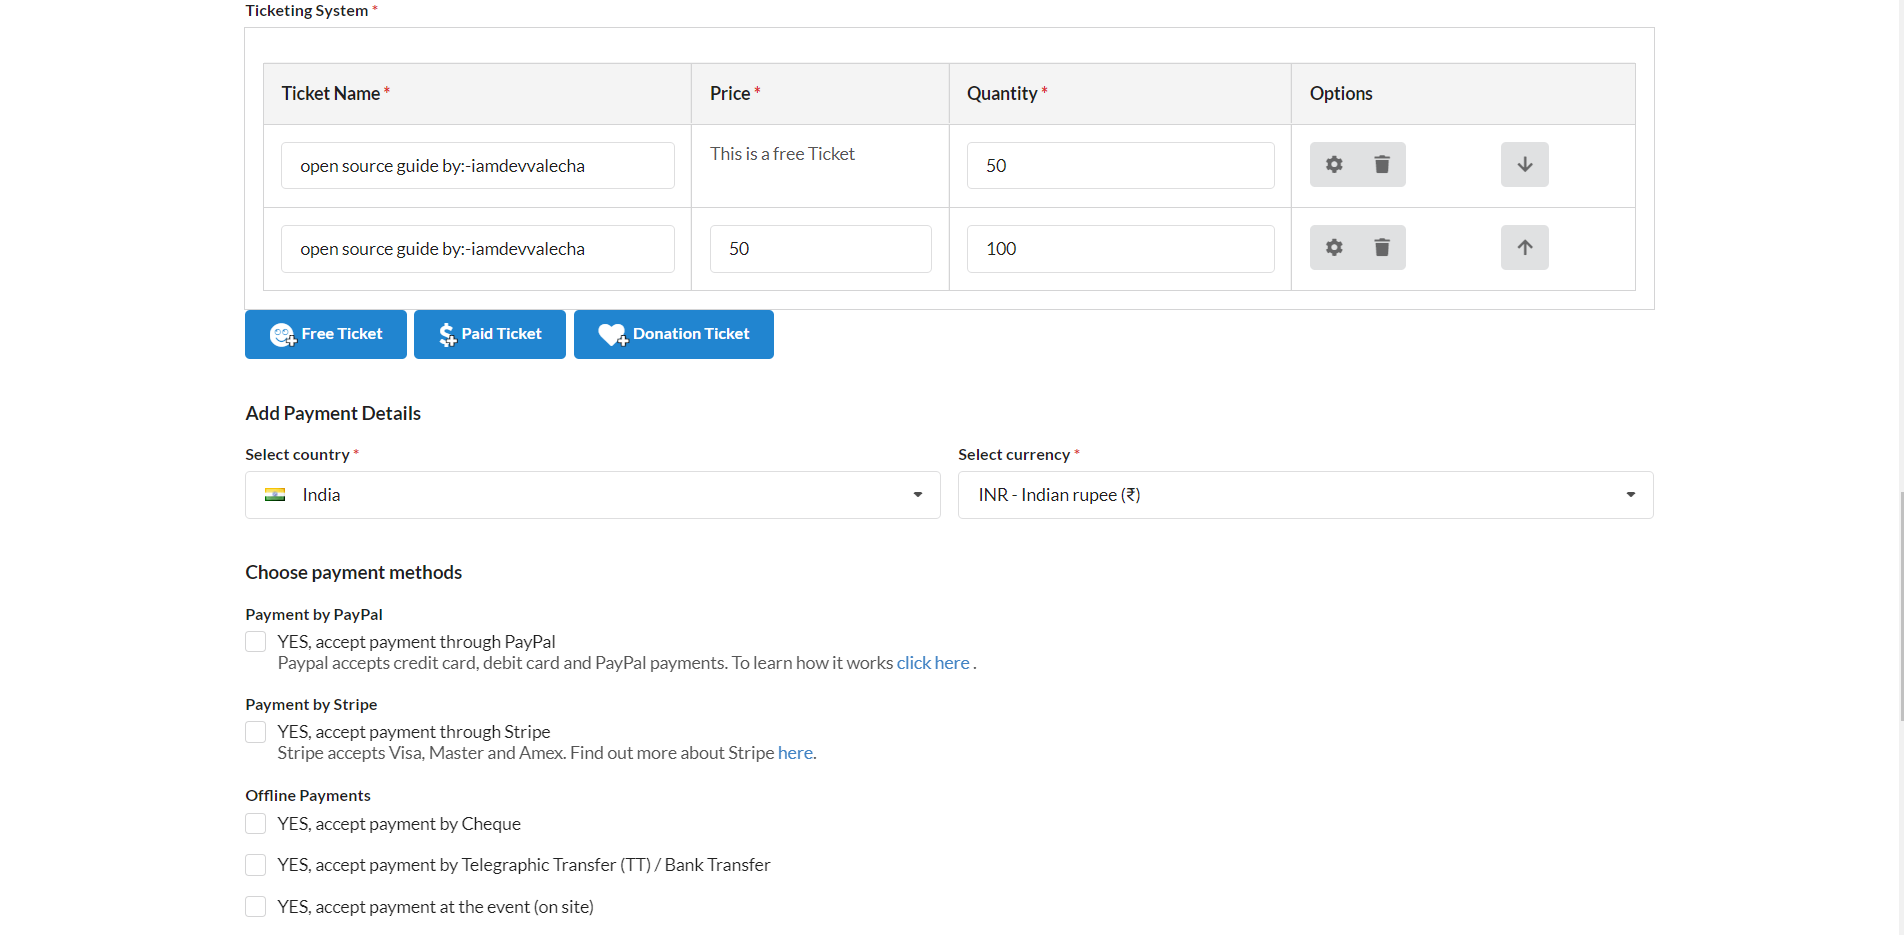 Ticketing System *
Ticket Name * Price * Quantity * Options
open source guide by:-iamdevvalecha This is a free Ticket 50
open source guide by:-iamdevvalecha 50 100
Free Ticket Paid Ticket Donation Ticket
Add Payment Details
Select country * Select currency *
India INR - Indian rupee (₹)
Choose payment methods
Payment by PayPal
YES, accept payment through PayPal
Paypal accepts credit card, debit card and PayPal payments. To learn how it works click here .
Payment by Stripe
YES, accept payment through Stripe
Stripe accepts Visa, Master and Amex. Find out more about Stripe here.
Offline Payments
YES, accept payment by Cheque
YES, accept payment by Telegraphic Transfer (TT) / Bank Transfer
YES, accept payment at the event (on site)